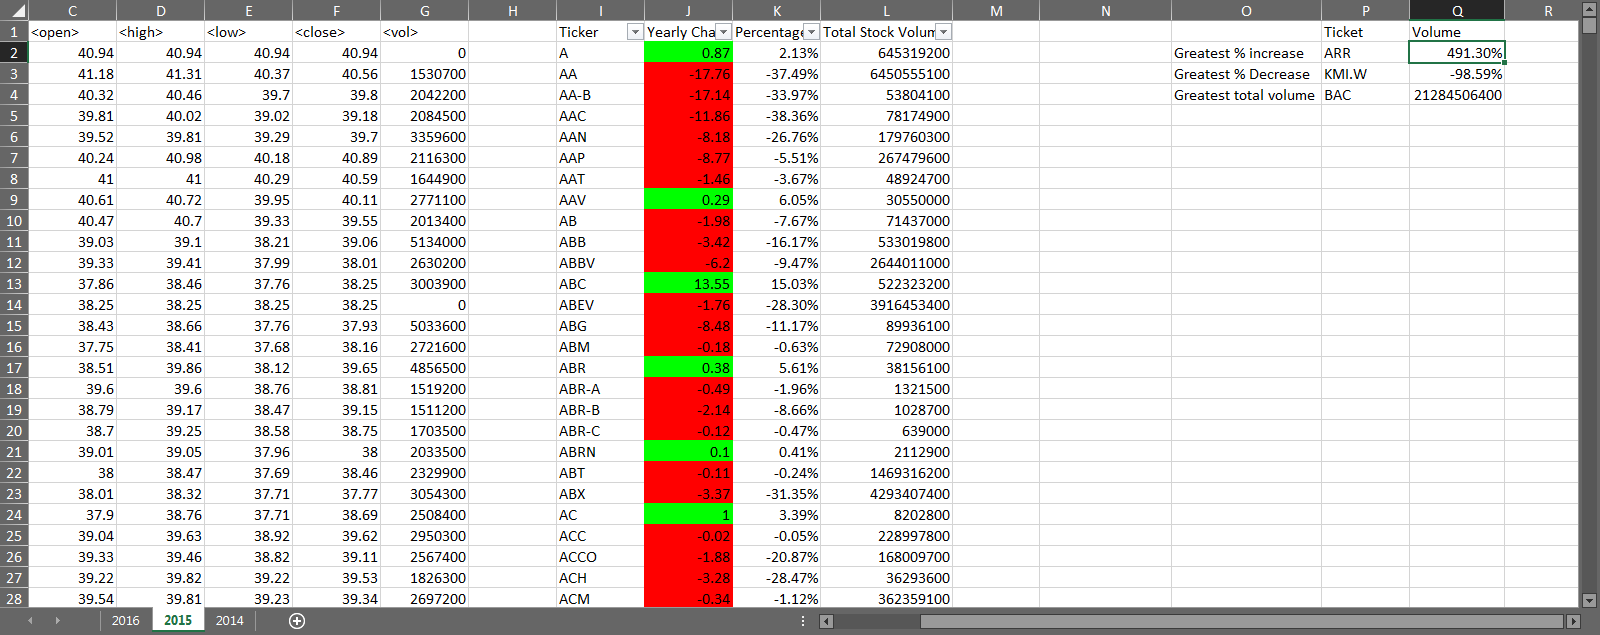 C D E F G H I J K L M N O P Q R
1 <open> <high> <low> <close> <vol> Ticker Yearly Cha Percentage Total Stock Volum Ticket Volume
2 40.94 40.94 40.94 40.94 0 A 0.87 2.13% 645319200 Greatest % increase ARR 491.30%
3 41.18 41.31 40.37 40.56 1530700 AA -17.76 -37.49% 6450555100 Greatest % Decrease KMI.W -98.59%
4 40.32 40.46 39.7 39.8 2042200 AA-B -17.14 -33.97% 53804100 Greatest total volume BAC 21284506400
5 39.81 40.02 39.02 39.18 2084500 AAC -11.86 -38.36% 78174900
6 39.52 39.81 39.29 39.7 3359600 AAN -8.18 -26.76% 179760300
7 40.24 40.98 40.18 40.89 2116300 AAP -8.77 -5.51% 267479600
8 41 41 40.29 40.59 1644900 AAT -1.46 -3.67% 48924700
9 40.61 40.72 39.95 40.11 2771100 AAV 0.29 6.05% 30550000
10 40.47 40.7 39.33 39.55 2013400 AB -1.98 -7.67% 71437000
11 39.03 39.1 38.21 39.06 5134000 ABB -3.42 -16.17% 533019800
12 39.33 39.41 37.99 38.01 2630200 ABBV -6.2 -9.47% 2644011000
13 37.86 38.46 37.76 38.25 3003900 ABC 13.55 15.03% 522323200
14 38.25 38.25 38.25 38.25 0 ABEV -1.76 -28.30% 3916453400
15 38.43 38.66 37.76 37.93 5033600 ABG -8.48 -11.17% 89936100
16 37.75 38.41 37.68 38.16 2721600 ABM -0.18 -0.63% 72908000
17 38.51 39.86 38.12 39.65 4856500 ABR 0.38 5.61% 38156100
18 39.6 39.6 38.76 38.81 1519200 ABR-A -0.49 -1.96% 1321500
19 38.79 39.17 38.47 39.15 1511200 ABR-B -2.14 -8.66% 1028700
20 38.7 39.25 38.58 38.75 1703500 ABR-C -0.12 -0.47% 639000
21 39.01 39.05 37.96 38 2033500 ABRN 0.1 0.41% 2112900
22 38 38.47 37.69 38.46 2329900 ABT -0.11 -0.24% 1469316200
23 38.01 38.32 37.71 37.77 3054300 ABX -3.37 -31.35% 4293407400
24 37.9 38.76 37.71 38.69 2508400 AC 1 3.39% 8202800
25 39.04 39.63 38.92 39.62 2950300 ACC -0.02 -0.05% 228997800
26 39.33 39.46 38.82 39.11 2567400 ACCO -1.88 -20.87% 168009700
27 39.22 39.82 39.22 39.53 1826300 ACH -3.28 -28.47% 36293600
28 39.54 39.81 39.23 39.34 2697200 ACM -0.34 -1.12% 362359100
2016 2015 2014